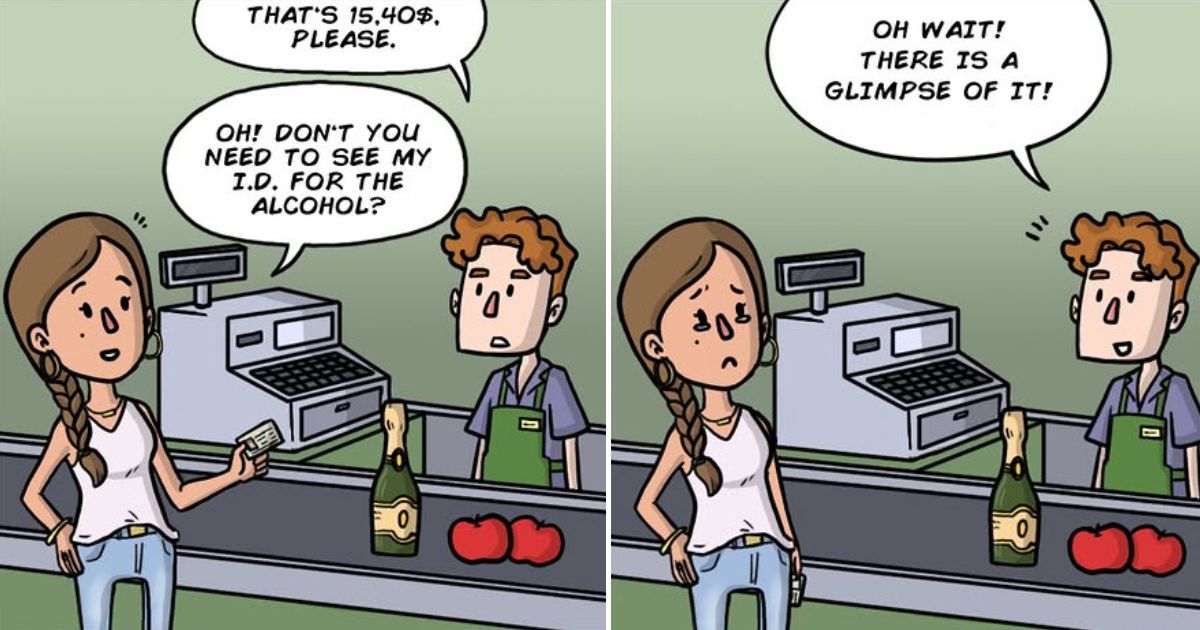 THAT'S 15,40$,
PLEASE.
OH! DON'T YOU
NEED TO SEE MY
I.D. FOR THE
ALCOHOL?
OH WAIT!
THERE IS A
GLIMPSE OF IT!